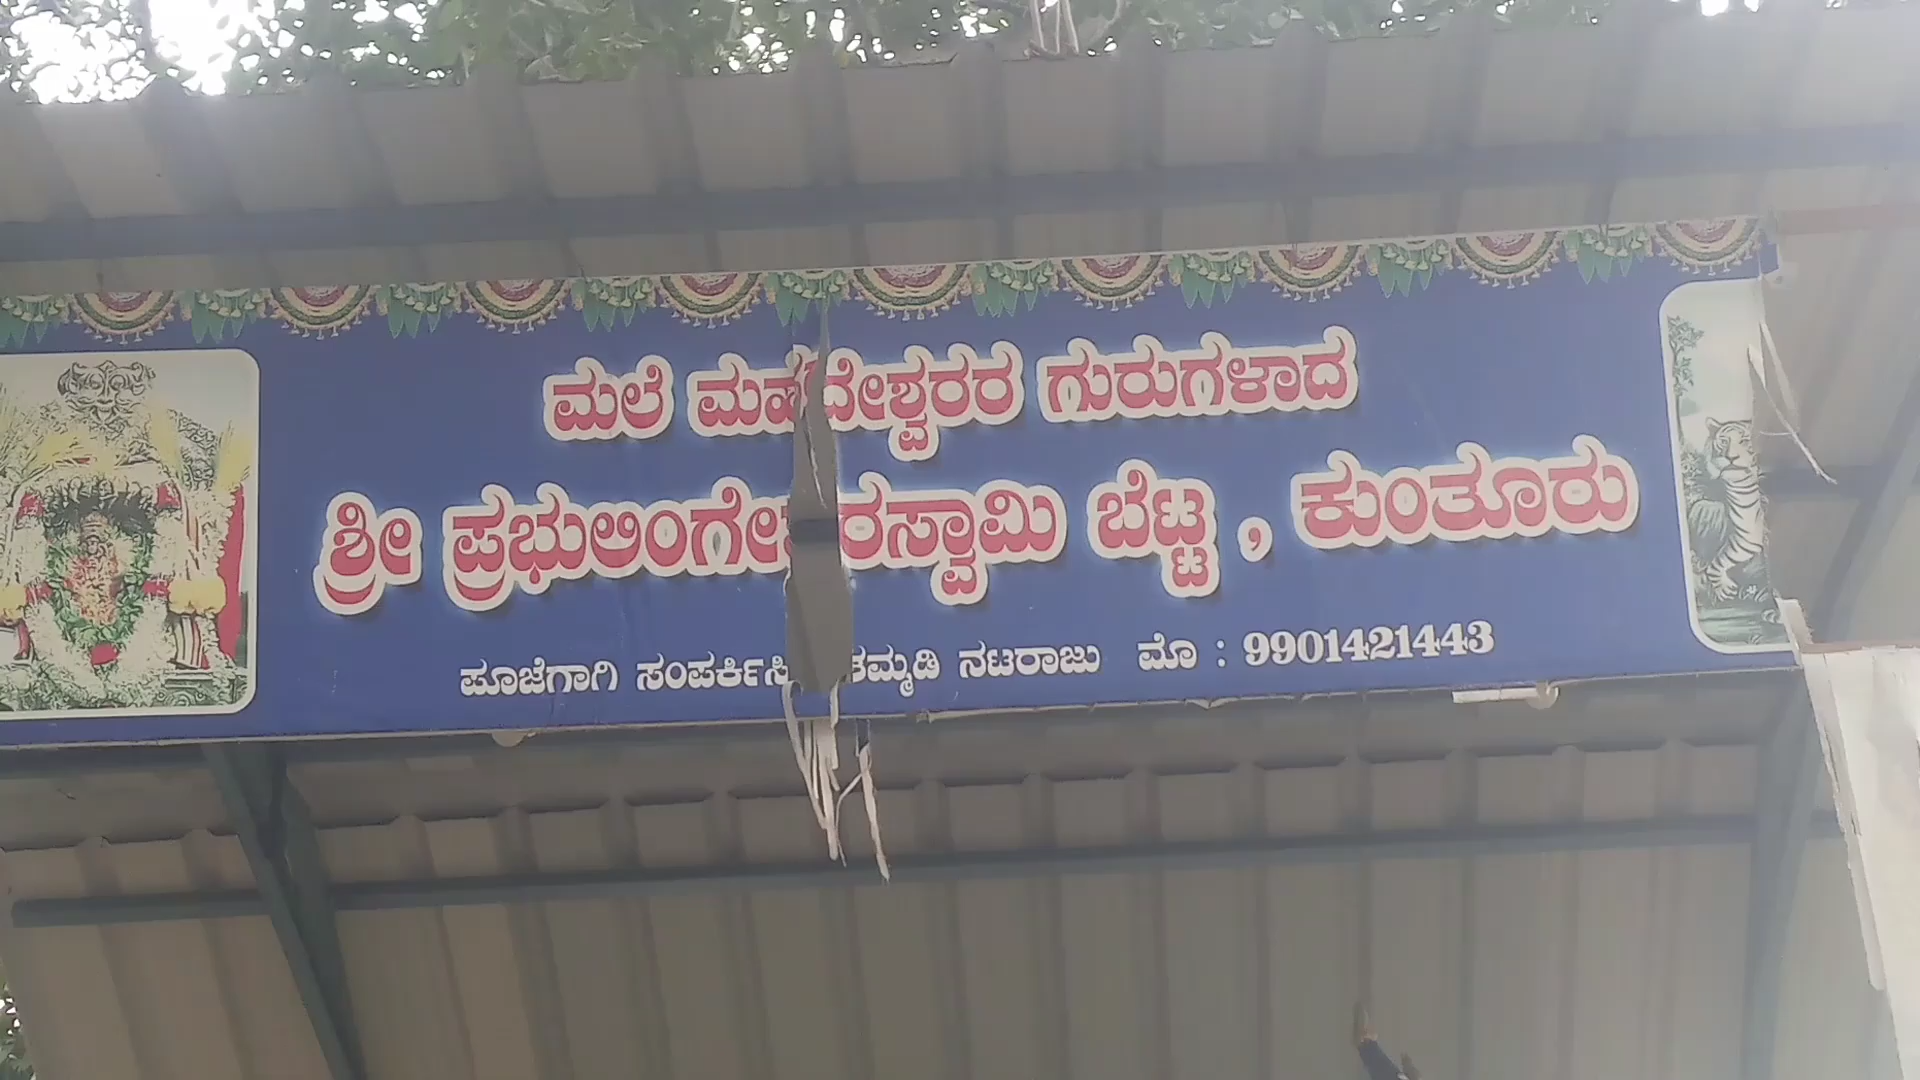 ಮಲೆ ಮಹದೇಶ್ವರರ ಗುರುಗಳಾದ
ಶ್ರೀ ಪ್ರಭುಲಿಂಗೇಶ್ವರಸ್ವಾಮಿ ಬೆಟ್ಟ , ಕುಂತೂರು
ಪೂಜೆಗಾಗಿ ಸಂಪರ್ಕಿಸಿ ನಟರಾಜು ಮೊ : 9901421443